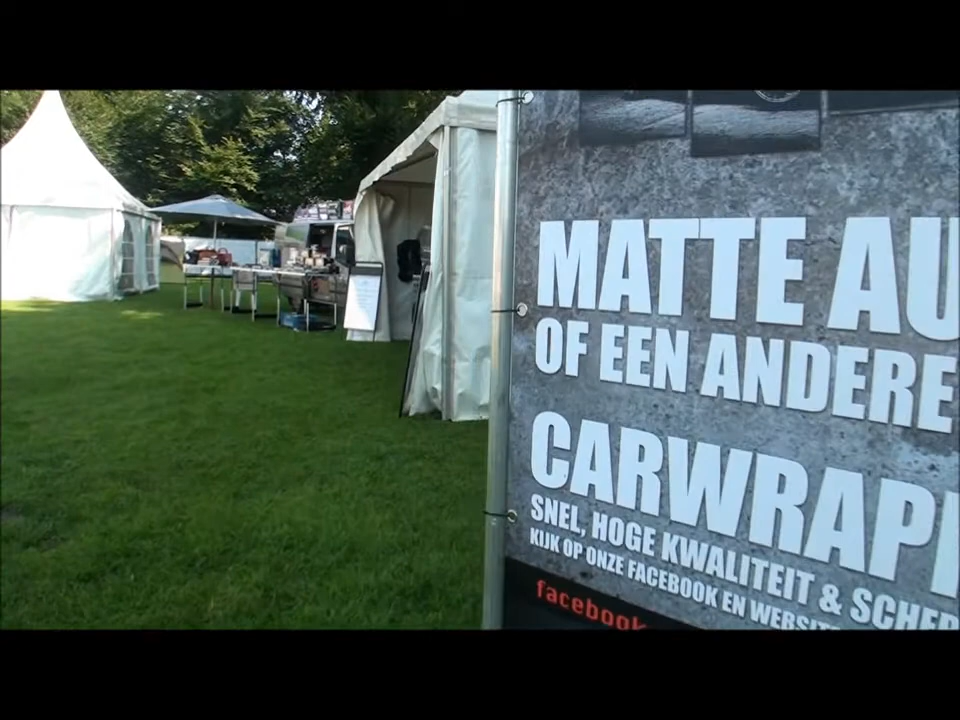 MATTE AU
OF EEN ANDERE
CARWRAP
SNEL, HOGE KWALITEIT & SCHER
KIJK OP ONZE FACEBOOK EN WEBSITE
facebook